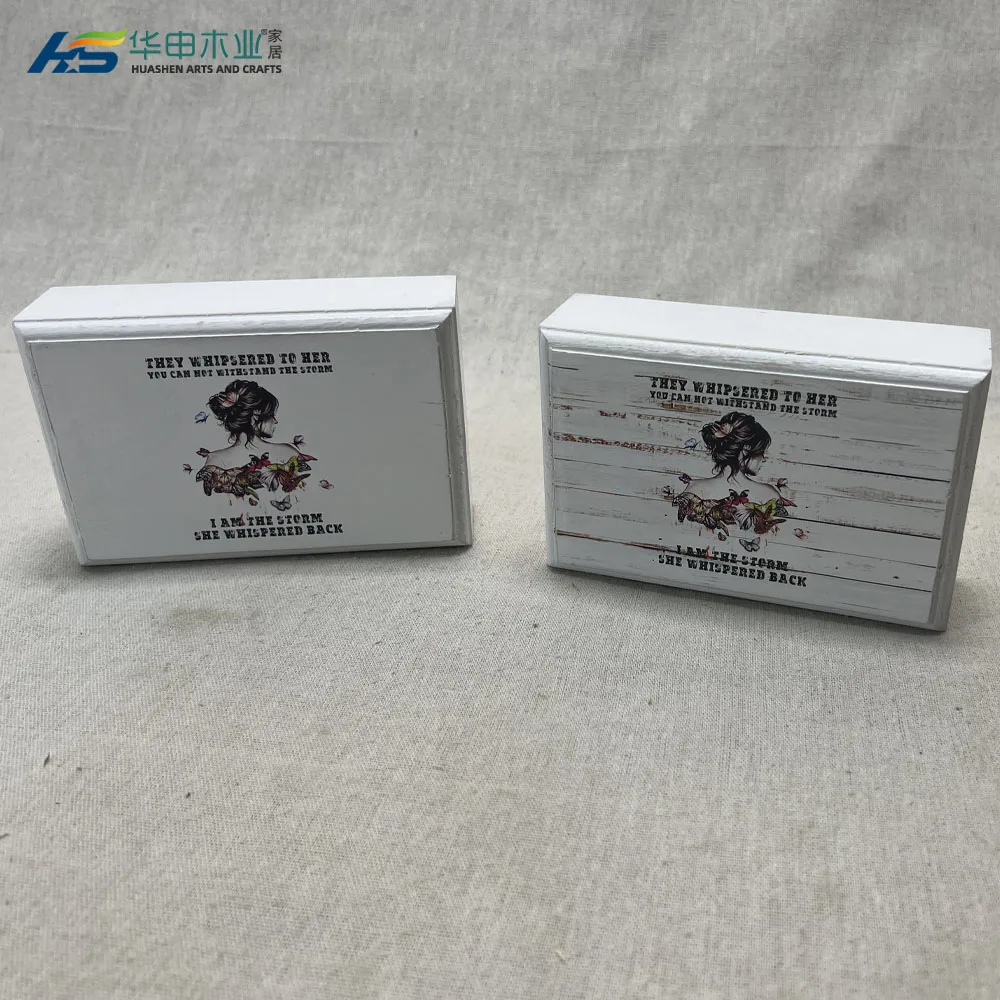 HS 华申木业®家居
HUASHEN ARTS AND CRAFTS
THEY WHIPSERED TO HER
YOU CAN NOT WITHSTAND THE STORM
I AM THE STORM
SHE WHISPERED BACK
THEY WHIPSERED TO HER
YOU CAN NOT WITHSTAND THE STORM
I AM THE STORM
SHE WHISPERED BACK